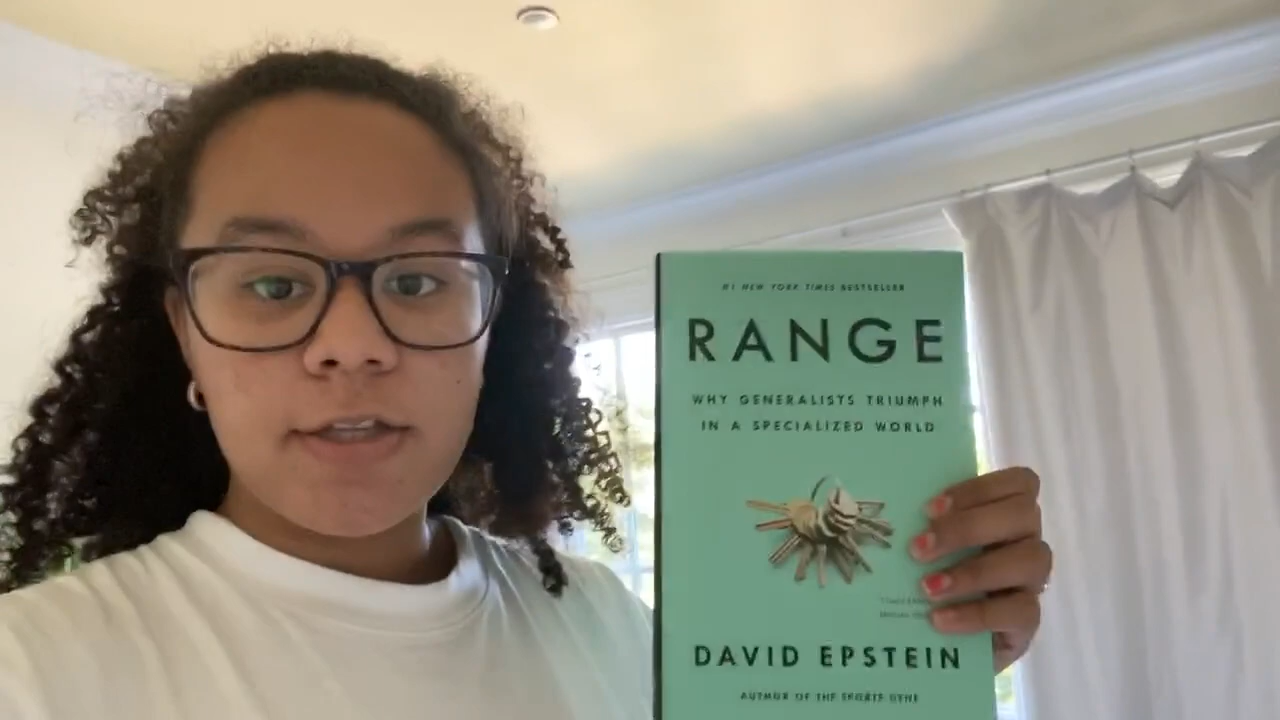 #1 NEW YORK TIMES BESTSELLER
RANGE
WHY GENERALISTS TRIUMPH
IN A SPECIALIZED WORLD
DAVID EPSTEIN
AUTHOR OF THE SPORTS GENE